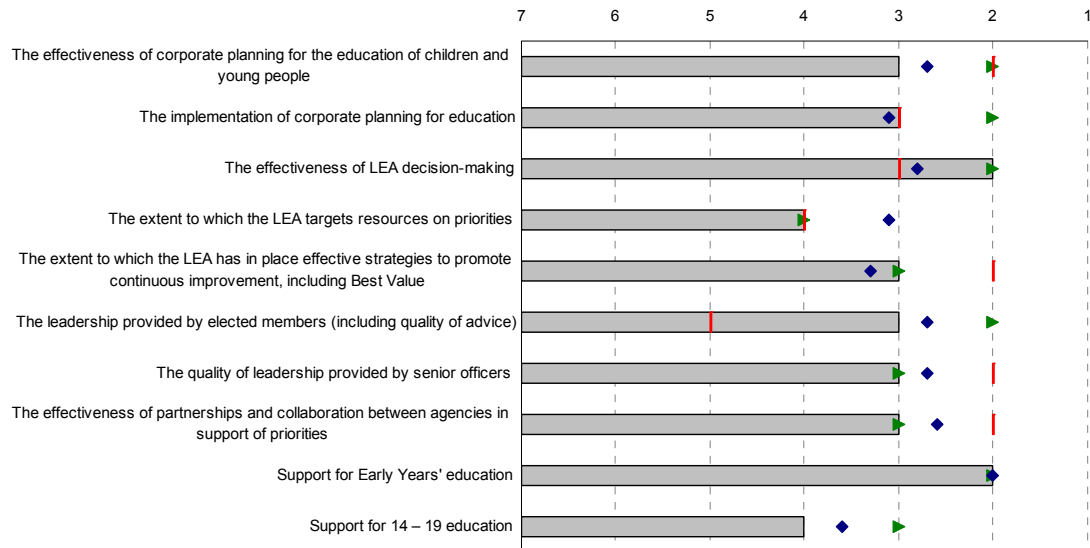 7 6 5 4 3 2 1
The effectiveness of corporate planning for the education of children and
young people
The implementation of corporate planning for education
The effectiveness of LEA decision-making
The extent to which the LEA targets resources on priorities
The extent to which the LEA has in place effective strategies to promote
continuous improvement, including Best Value
The leadership provided by elected members (including quality of advice)
The quality of leadership provided by senior officers
The effectiveness of partnerships and collaboration between agencies in
support of priorities
Support for Early Years' education
Support for 14 – 19 education